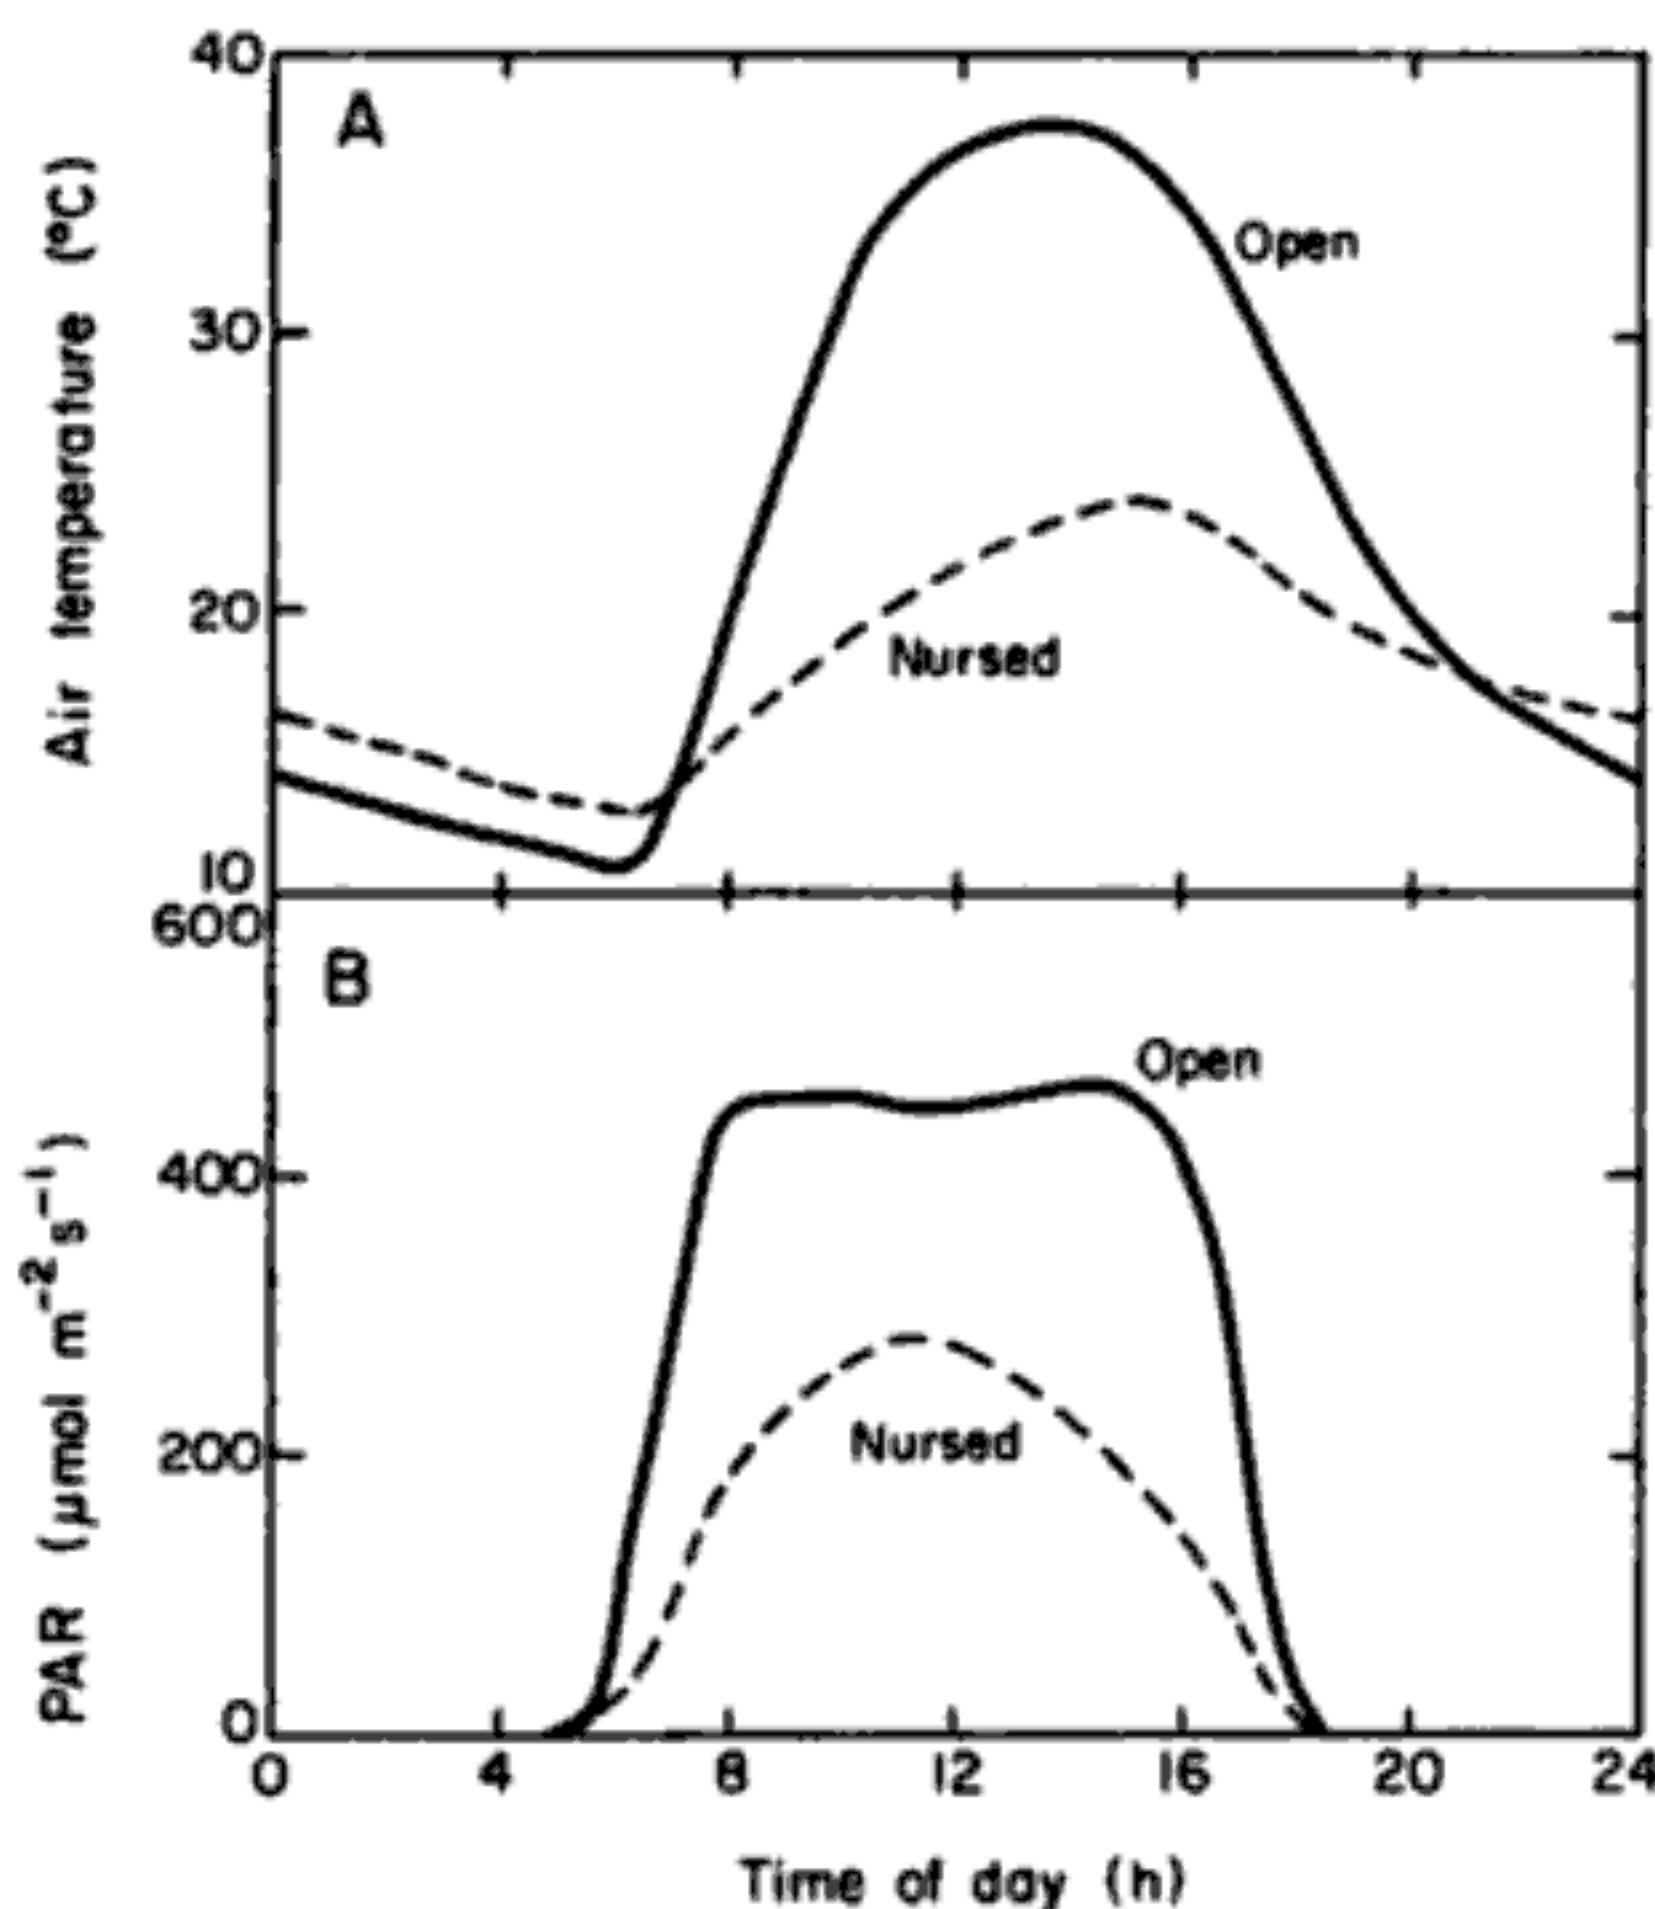 A
Air temperature (°C)
40
30
20
10
Open
Nursed
B
PAR (μmol m⁻² s⁻¹)
600
400
200
0
Open
Nursed
0 4 8 12 16 20 24
Time of day (h)